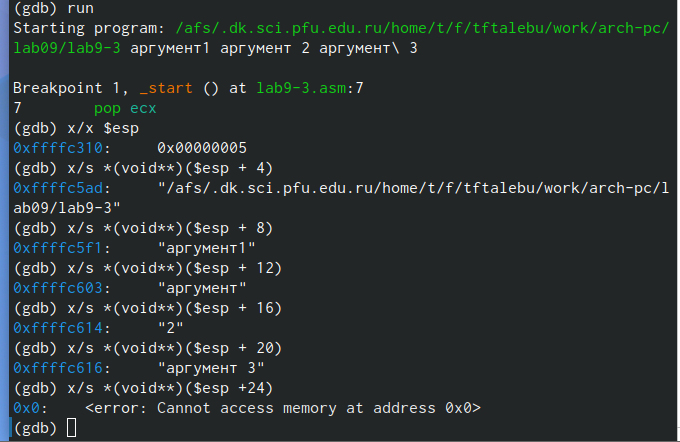 (gdb) run
Starting program: /afs/.dk.sci.pfu.edu.ru/home/t/f/tftalebu/work/arch-pc/
lab09/lab9-3 аргумент1 аргумент 2 аргумент\ 3
Breakpoint 1, _start () at lab9-3.asm:7
7 pop ecx
(gdb) x/x $esp
0xffffc310: 0x00000005
(gdb) x/s *(void**)($esp + 4)
0xffffc5ad: "/afs/.dk.sci.pfu.edu.ru/home/t/f/tftalebu/work/arch-pc/l
ab09/lab9-3"
(gdb) x/s *(void**)($esp + 8)
0xffffc5f1: "аргумент1"
(gdb) x/s *(void**)($esp + 12)
0xffffc603: "аргумент"
(gdb) x/s *(void**)($esp + 16)
0xffffc614: "2"
(gdb) x/s *(void**)($esp + 20)
0xffffc616: "аргумент 3"
(gdb) x/s *(void**)($esp +24)
0x0: <error: Cannot access memory at address 0x0>
(gdb)